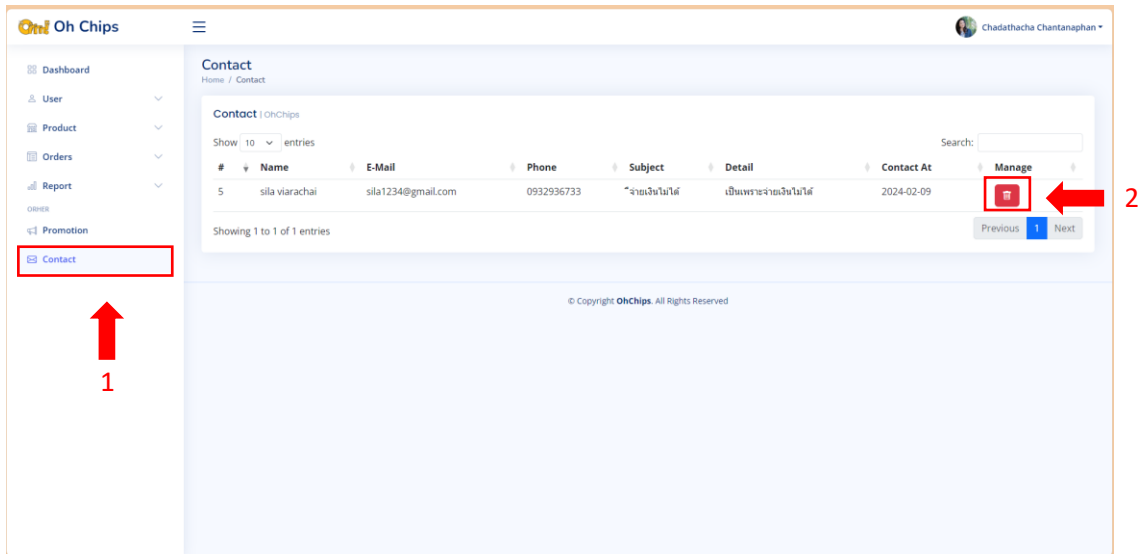 Oh Chips
Chadathacha Chantanaphan
Dashboard
User
Product
Orders
Report
ORHER
Promotion
Contact
1
Contact
Home / Contact
Contact | OhChips
Show 10 entries
Search:
# Name E-Mail Phone Subject Detail Contact At Manage
5 sila viarachai sila1234@gmail.com 0932936733 ​ีจ่ายเงินไม่ได้ เป็นเพราะจ่ายเงินไม่ได้ 2024-02-09
2
Showing 1 to 1 of 1 entries
Previous 1 Next
© Copyright OhChips. All Rights Reserved